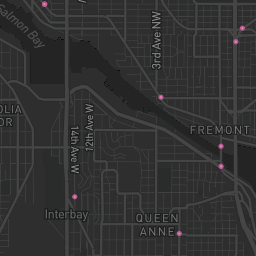 Salmon Bay
3rd Ave NW
OLIA
OR
14th Ave W
12th Ave W
FREMONT
Interbay
QUEEN
ANNE